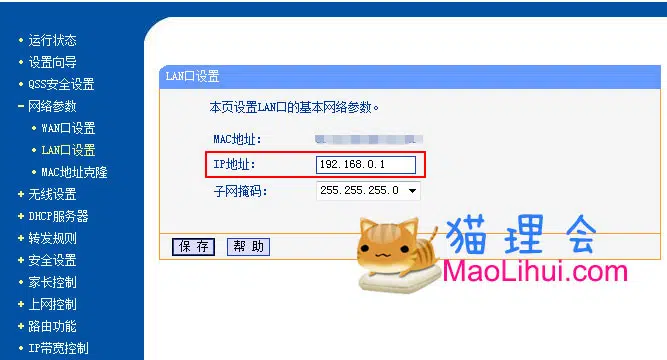 运行状态
设置向导
QSS安全设置
网络参数
WAN口设置
LAN口设置
MAC地址克隆
无线设置
DHCP服务器
转发规则
安全设置
家长控制
上网控制
路由功能
IP带宽控制
LAN口设置
本页设置LAN口的基本网络参数。
MAC地址:
IP地址: 192.168.0.1
子网掩码: 255.255.255.0
保 存 帮 助
猫理会
MaoLihui.com